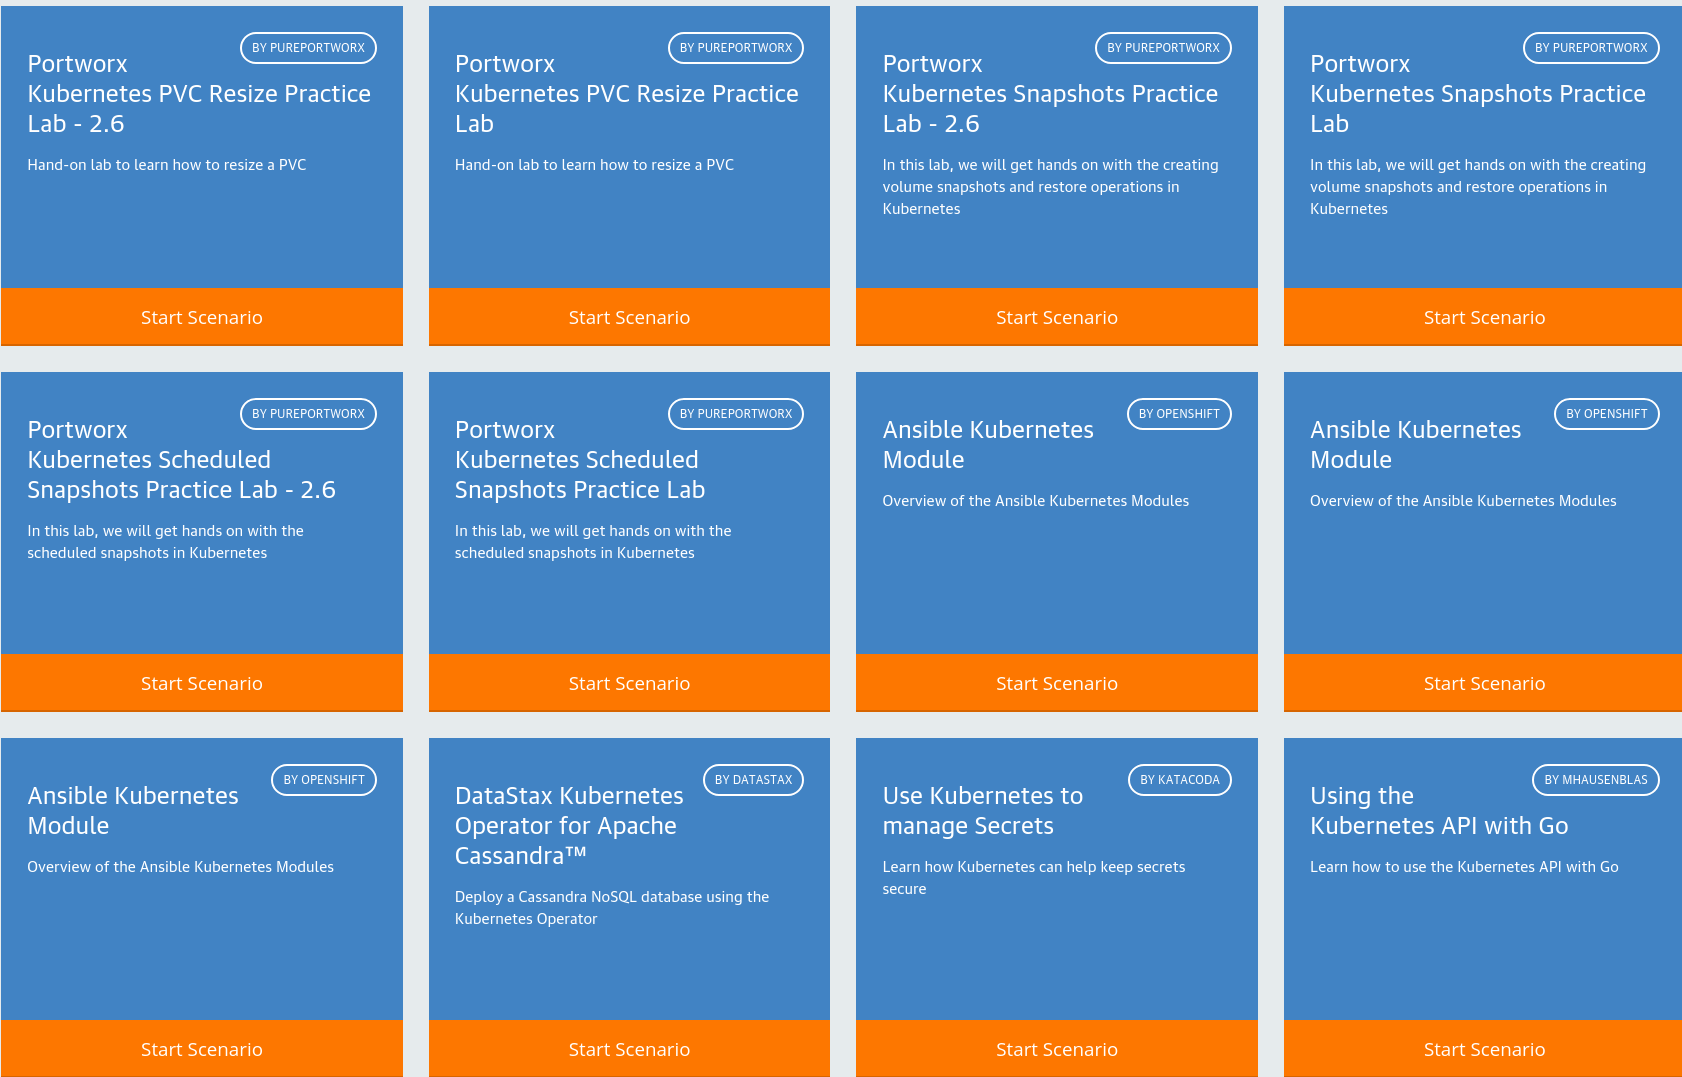 BY PUREPORTWORX
Portworx
Kubernetes PVC Resize Practice
Lab - 2.6
Hand-on lab to learn how to resize a PVC
Start Scenario
BY PUREPORTWORX
Portworx
Kubernetes PVC Resize Practice
Lab
Hand-on lab to learn how to resize a PVC
Start Scenario
BY PUREPORTWORX
Portworx
Kubernetes Snapshots Practice
Lab - 2.6
In this lab, we will get hands on with the creating
volume snapshots and restore operations in
Kubernetes
Start Scenario
BY PUREPORTWORX
Portworx
Kubernetes Snapshots Practice
Lab
In this lab, we will get hands on with the creating
volume snapshots and restore operations in
Kubernetes
Start Scenario
BY PUREPORTWORX
Portworx
Kubernetes Scheduled
Snapshots Practice Lab - 2.6
In this lab, we will get hands on with the
scheduled snapshots in Kubernetes
Start Scenario
BY PUREPORTWORX
Portworx
Kubernetes Scheduled
Snapshots Practice Lab
In this lab, we will get hands on with the
scheduled snapshots in Kubernetes
Start Scenario
BY OPENSHIFT
Ansible Kubernetes
Module
Overview of the Ansible Kubernetes Modules
Start Scenario
BY OPENSHIFT
Ansible Kubernetes
Module
Overview of the Ansible Kubernetes Modules
Start Scenario
BY OPENSHIFT
Ansible Kubernetes
Module
Overview of the Ansible Kubernetes Modules
Start Scenario
BY DATASTAX
DataStax Kubernetes
Operator for Apache
Cassandra™
Deploy a Cassandra NoSQL database using the
Kubernetes Operator
Start Scenario
BY KATACODA
Use Kubernetes to
manage Secrets
Learn how Kubernetes can help keep secrets
secure
Start Scenario
BY MHAUSENBLAS
Using the
Kubernetes API with Go
Learn how to use the Kubernetes API with Go
Start Scenario